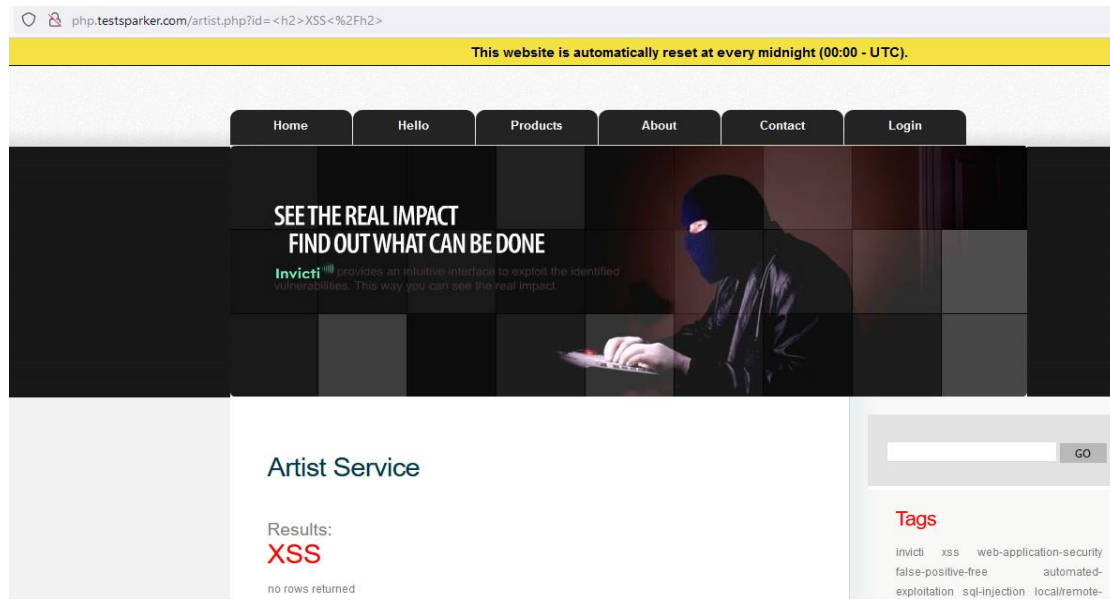 php.testsparker.com/artist.php?id=<h2>XSS<%2Fh2>
This website is automatically reset at every midnight (00:00 - UTC).
Home Hello Products About Contact Login
SEE THE REAL IMPACT
FIND OUT WHAT CAN BE DONE
Invicti provides an intuitive interface to exploit the identified
vulnerabilities. This way you can see the real impact.
GO
Artist Service
Results:
XSS
no rows returned
Tags
invicti xss web-application-security
false-positive-free automated-
exploitation sql-injection local/remote-